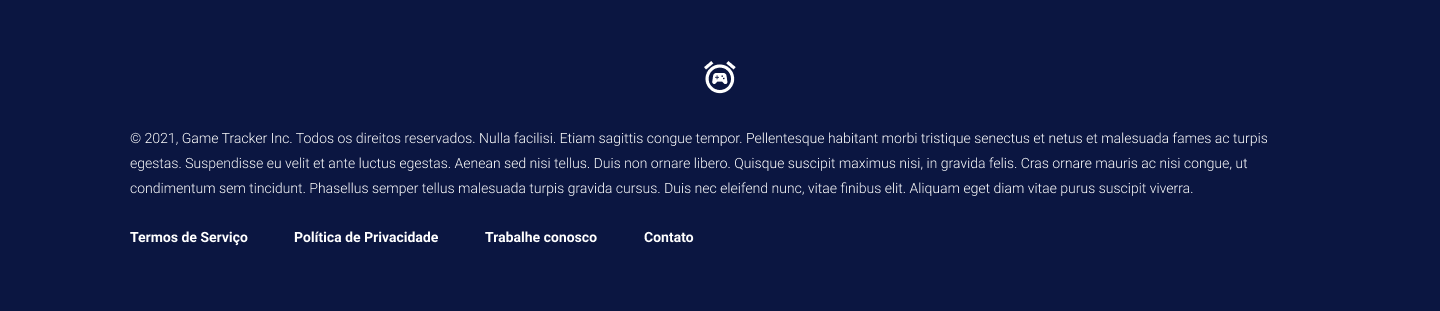 © 2021, Game Tracker Inc. Todos os direitos reservados. Nulla facilisi. Etiam sagittis congue tempor. Pellentesque habitant morbi tristique senectus et netus et malesuada fames ac turpis
egestas. Suspendisse eu velit et ante luctus egestas. Aenean sed nisi tellus. Duis non ornare libero. Quisque suscipit maximus nisi, in gravida felis. Cras ornare mauris ac nisi congue, ut
condimentum sem tincidunt. Phasellus semper tellus malesuada turpis gravida cursus. Duis nec eleifend nunc, vitae finibus elit. Aliquam eget diam vitae purus suscipit viverra.
Termos de Serviço Política de Privacidade Trabalhe conosco Contato